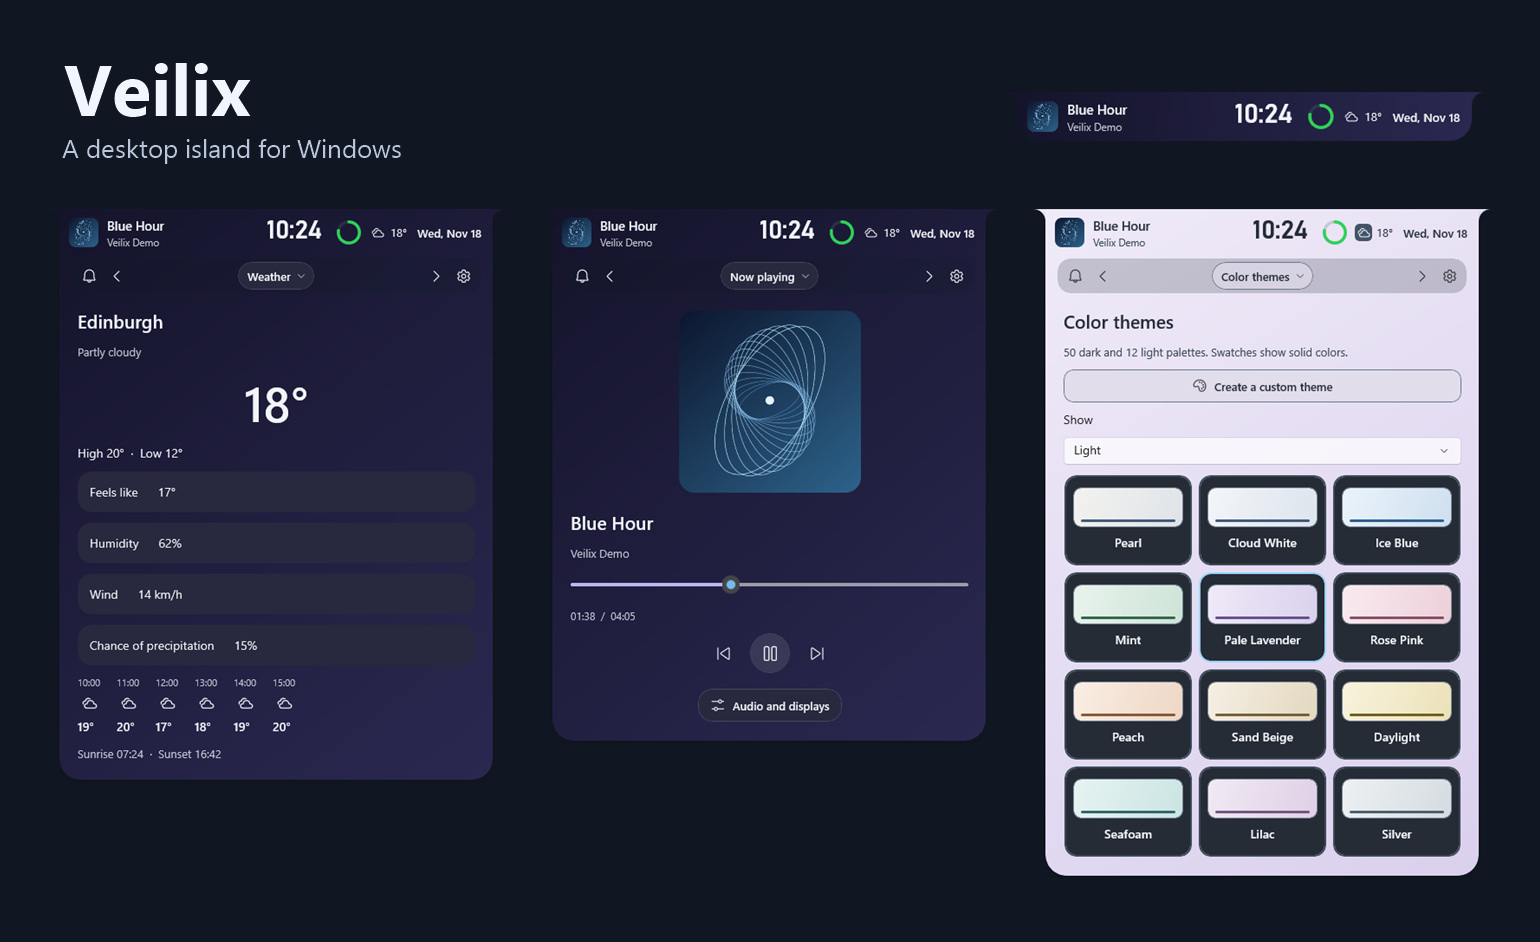 Veilix
A desktop island for Windows
Blue Hour
Veilix Demo
10:24
18°
Wed, Nov 18
Blue Hour
Veilix Demo
10:24
18°
Wed, Nov 18
Weather
Edinburgh
Partly cloudy
18°
High 20° · Low 12°
Feels like 17°
Humidity 62%
Wind 14 km/h
Chance of precipitation 15%
10:00 11:00 12:00 13:00 14:00 15:00
19° 20° 17° 18° 19° 20°
Sunrise 07:24 · Sunset 16:42
Blue Hour
Veilix Demo
10:24
18°
Wed, Nov 18
Now playing
Blue Hour
Veilix Demo
01:38 / 04:05
Audio and displays
Blue Hour
Veilix Demo
10:24
18°
Wed, Nov 18
Color themes
Color themes
50 dark and 12 light palettes. Swatches show solid colors.
Create a custom theme
Show
Light
Pearl
Cloud White
Ice Blue
Mint
Pale Lavender
Rose Pink
Peach
Sand Beige
Daylight
Seafoam
Lilac
Silver